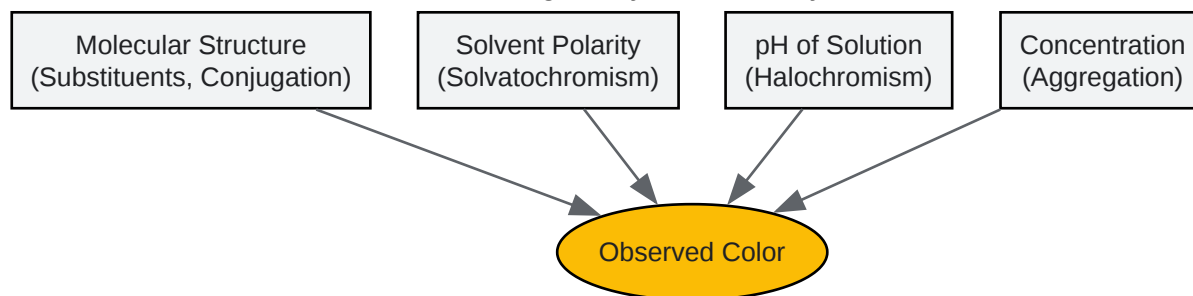 Molecular Structure
(Substituents, Conjugation)
Solvent Polarity
(Solvatochromism)
pH of Solution
(Halochromism)
Concentration
(Aggregation)
Observed Color